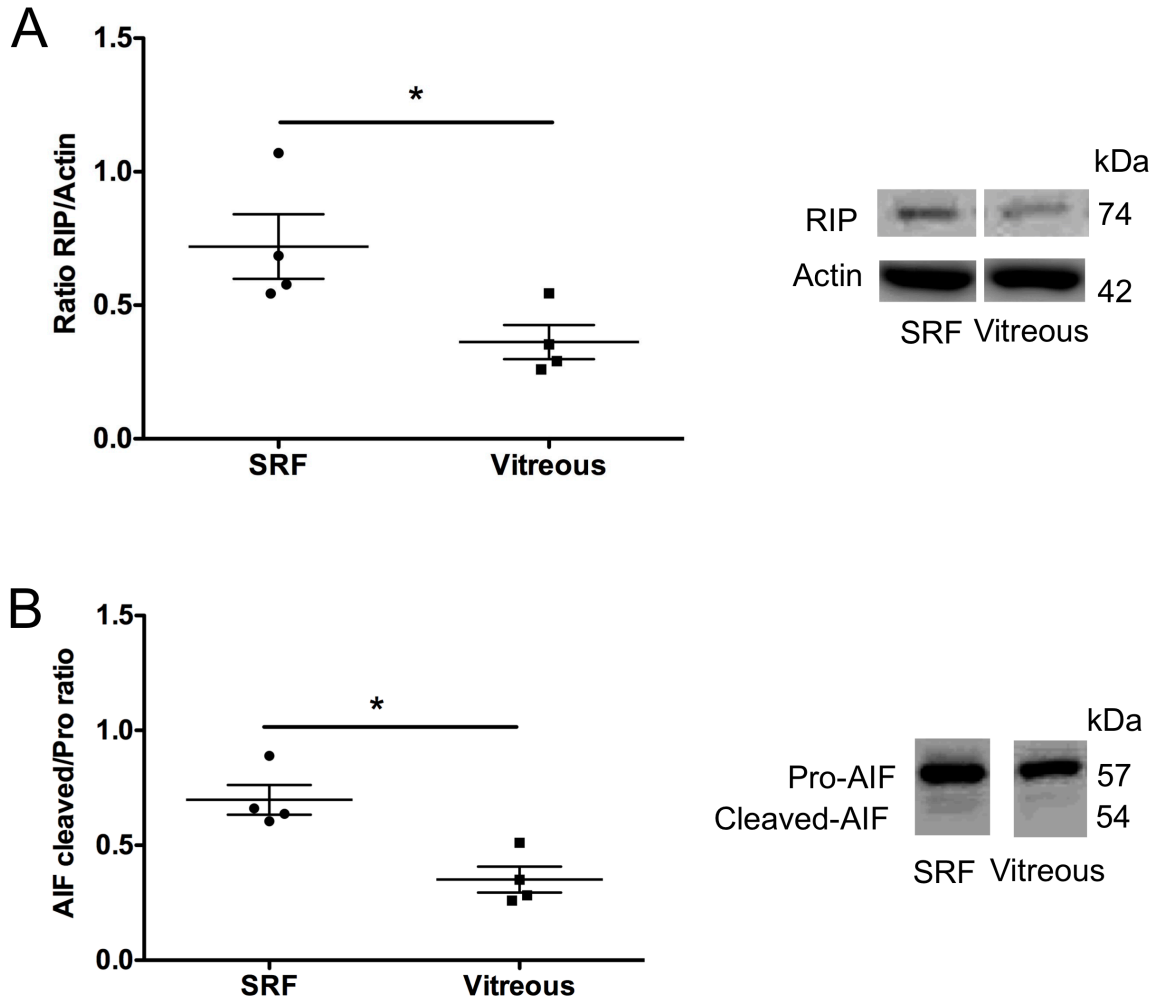 A
Ratio RIP/Actin
1.5
1.0
0.5
0.0
*
SRF Vitreous
kDa
RIP 74
Actin 42
SRF Vitreous
B
AIF cleaved/Pro ratio
1.5
1.0
0.5
0.0
*
SRF Vitreous
kDa
Pro-AIF 57
Cleaved-AIF 54
SRF Vitreous